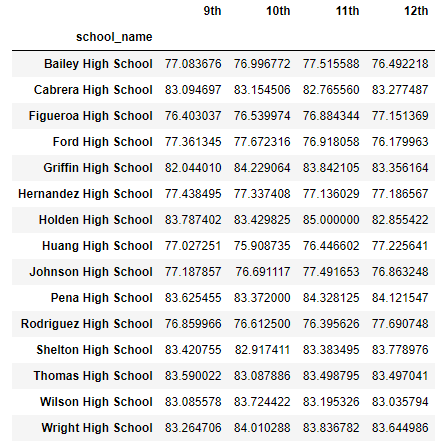 9th 10th 11th 12th
school_name
Bailey High School 77.083676 76.996772 77.515588 76.492218
Cabrera High School 83.094697 83.154506 82.765560 83.277487
Figueroa High School 76.403037 76.539974 76.884344 77.151369
Ford High School 77.361345 77.672316 76.918058 76.179963
Griffin High School 82.044010 84.229064 83.842105 83.356164
Hernandez High School 77.438495 77.337408 77.136029 77.186567
Holden High School 83.787402 83.429825 85.000000 82.855422
Huang High School 77.027251 75.908735 76.446602 77.225641
Johnson High School 77.187857 76.691117 77.491653 76.863248
Pena High School 83.625455 83.372000 84.328125 84.121547
Rodriguez High School 76.859966 76.612500 76.395626 77.690748
Shelton High School 83.420755 82.917411 83.383495 83.778976
Thomas High School 83.590022 83.087886 83.498795 83.497041
Wilson High School 83.085578 83.724422 83.195326 83.035794
Wright High School 83.264706 84.010288 83.836782 83.644986